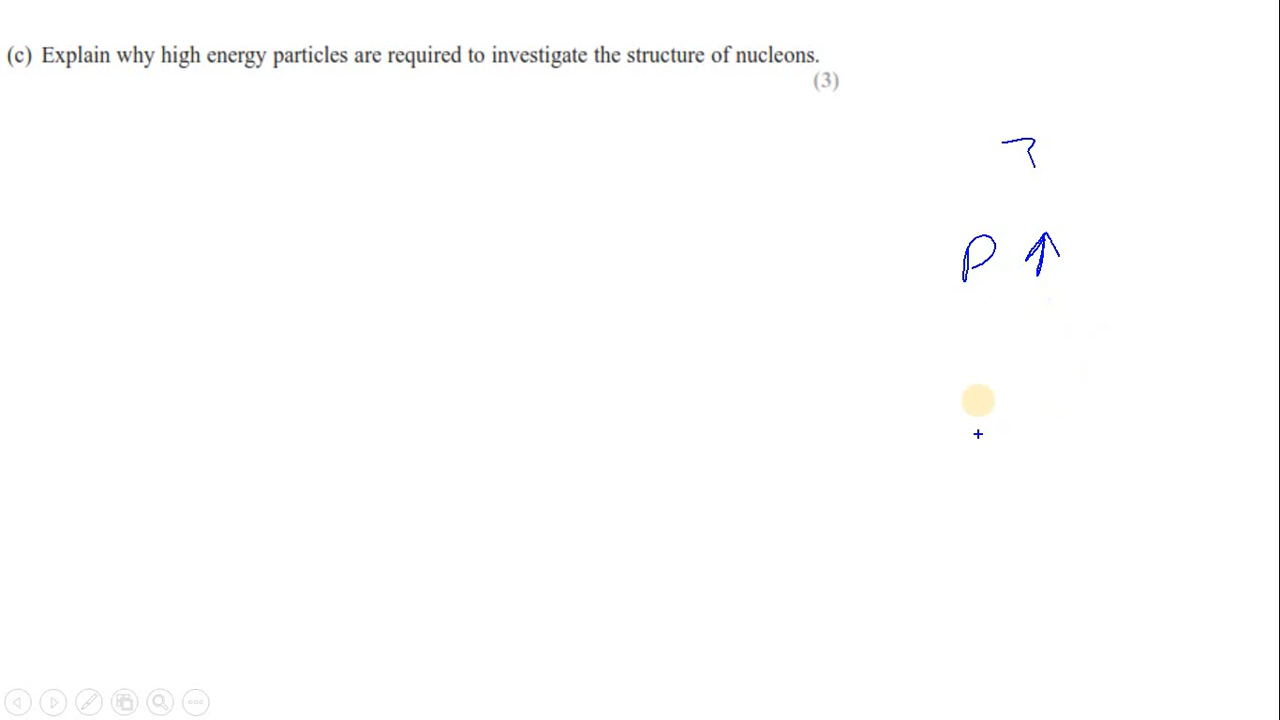 (c) Explain why high energy particles are required to investigate the structure of nucleons.
(3)
P ↑